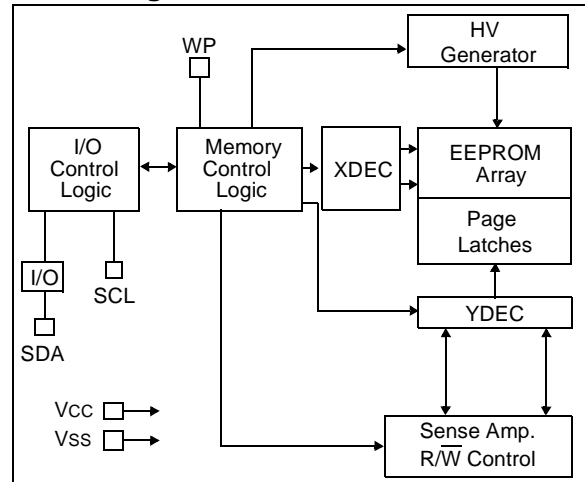 HV
Generator
WP
I/O
Control
Logic
Memory
Control
Logic
XDEC
EEPROM
Array
Page
Latches
I/O
SCL
SDA
YDEC
VCC
VSS
Sense Amp.
R/W̅ Control